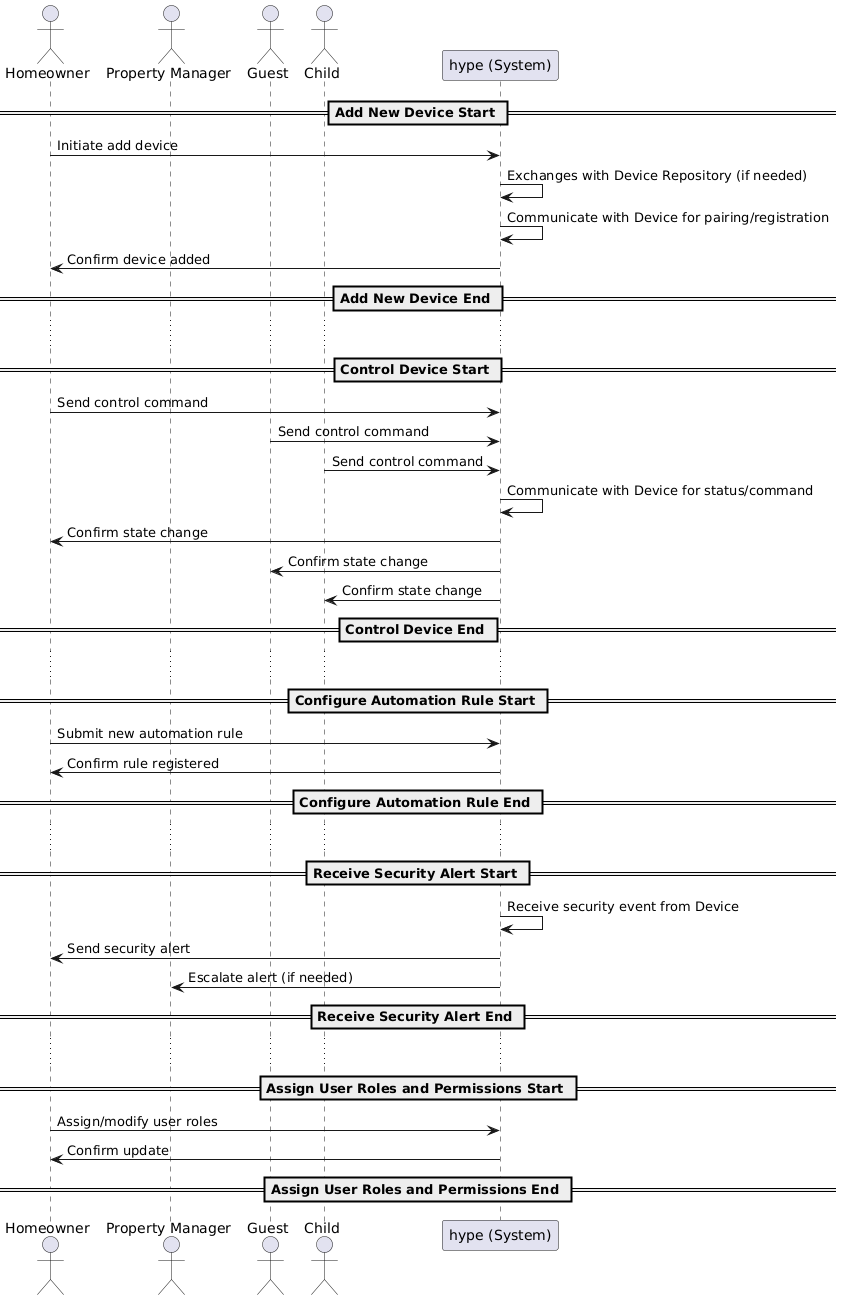 Homeowner Property Manager Guest Child hype (System)
Add New Device Start
Initiate add device
Exchanges with Device Repository (if needed)
Communicate with Device for pairing/registration
Confirm device added
Add New Device End
Control Device Start
Send control command
Send control command
Send control command
Communicate with Device for status/command
Confirm state change
Confirm state change
Confirm state change
Control Device End
Configure Automation Rule Start
Submit new automation rule
Confirm rule registered
Configure Automation Rule End
Receive Security Alert Start
Receive security event from Device
Send security alert
Escalate alert (if needed)
Receive Security Alert End
Assign User Roles and Permissions Start
Assign/modify user roles
Confirm update
Assign User Roles and Permissions End
Homeowner Property Manager Guest Child hype (System)